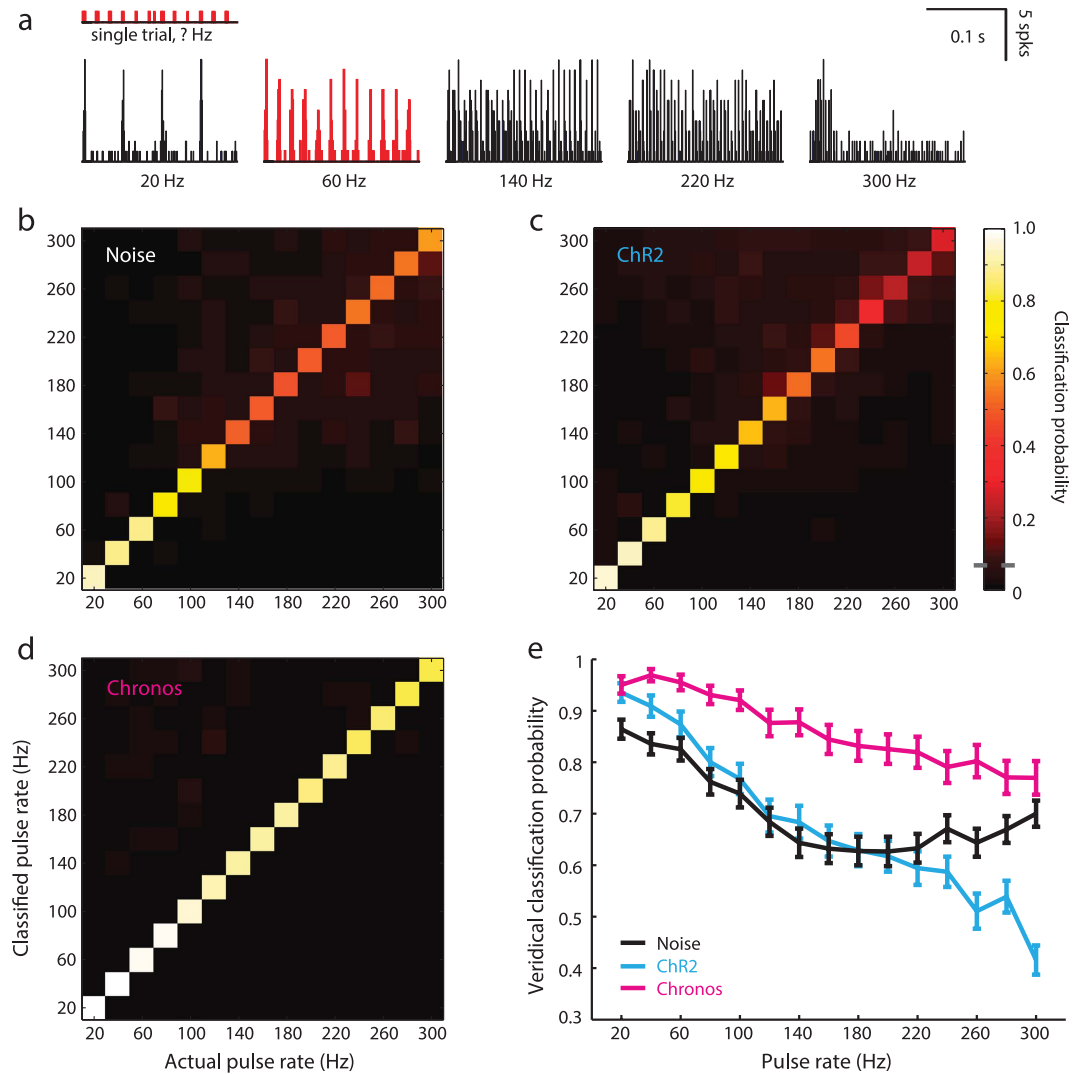 a
single trial, ? Hz
0.1 s
5 spks
20 Hz
60 Hz
140 Hz
220 Hz
300 Hz
b
Noise
300
260
220
180
140
100
60
20
20 60 100 140 180 220 260 300
c
ChR2
300
260
220
180
140
100
60
20
20 60 100 140 180 220 260 300
1.0
0.8
0.6
0.4
0.2
0
Classification probability
d
Chronos
Classified pulse rate (Hz)
300
260
220
180
140
100
60
20
20 60 100 140 180 220 260 300
Actual pulse rate (Hz)
e
Veridical classification probability
1
0.9
0.8
0.7
0.6
0.5
0.4
0.3
Noise
ChR2
Chronos
20 60 100 140 180 220 260 300
Pulse rate (Hz)